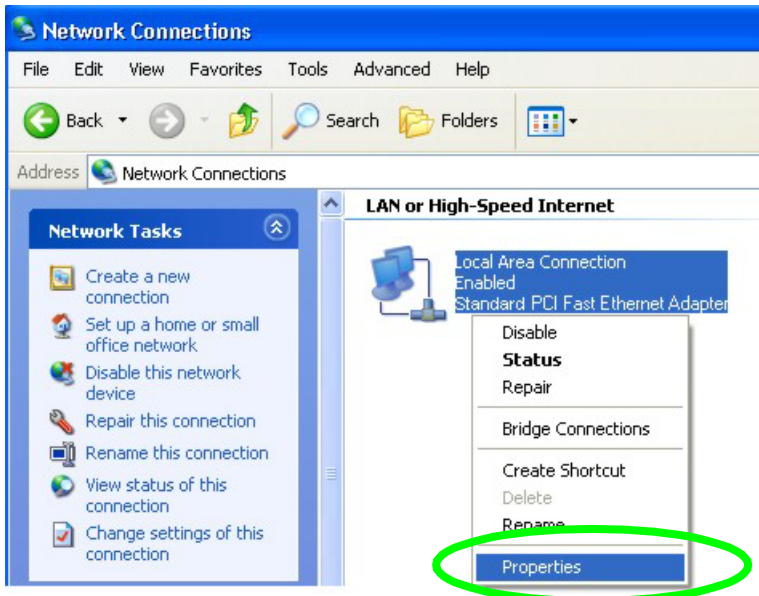 Network Connections
File Edit View Favorites Tools Advanced Help
Back Search Folders
Address Network Connections
Network Tasks
Create a new
connection
Set up a home or small
office network
Disable this network
device
Repair this connection
Rename this connection
View status of this
connection
Change settings of this
connection
LAN or High-Speed Internet
Local Area Connection
Enabled
Standard PCI Fast Ethernet Adapter
Disable
Status
Repair
Bridge Connections
Create Shortcut
Delete
Rename
Properties